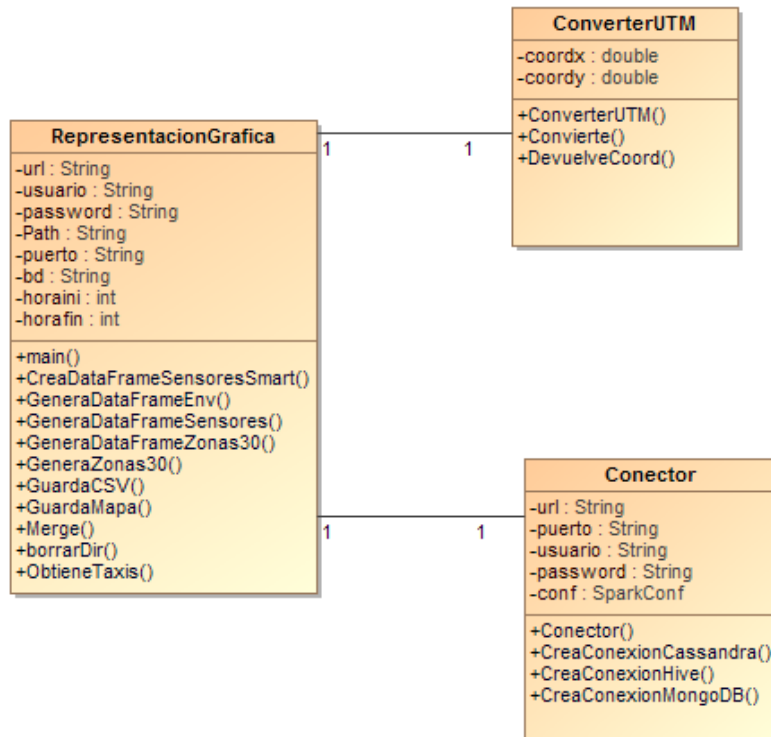 ConverterUTM
-coordx : double
-coordy : double
+ConverterUTM()
+Convierte()
+DevuelveCoord()
RepresentacionGrafica
-url : String
-usuario : String
-password : String
-Path : String
-puerto : String
-bd : String
-horaini : int
-horafin : int
+main()
+CreaDataFrameSensoresSmart()
+GeneraDataFrameEnv()
+GeneraDataFrameSensores()
+GeneraDataFrameZonas30()
+GeneraZonas30()
+GuardaCSV()
+GuardaMapa()
+Merge()
+borrarDir()
+ObtieneTaxis()
1 1
1 1
Conector
-url : String
-puerto : String
-usuario : String
-password : String
-conf : SparkConf
+Conector()
+CreaConexionCassandra()
+CreaConexionHive()
+CreaConexionMongoDB()